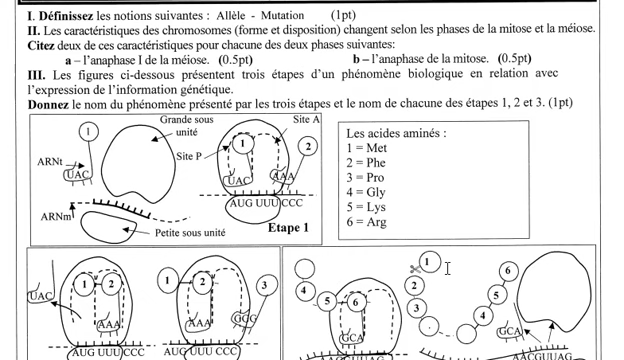 I. Définissez les notions suivantes : Allèle - Mutation (1pt)
II. Les caractéristiques des chromosomes (forme et disposition) changent selon les phases de la mitose et la méiose.
Citez deux de ces caractéristiques pour chacune des deux phases suivantes:
a – l'anaphase I de la méiose. (0.5pt) b – l'anaphase de la mitose. (0.5pt)
III. Les figures ci-dessous présentent trois étapes d'un phénomène biologique en relation avec
l'expression de l'information génétique.
Donnez le nom du phénomène présenté par les trois étapes et le nom de chacune des étapes 1, 2 et 3. (1pt)
Grande sous
unité
Site A
1
ARNt
UAC
Site P
1
2
UAC
AAA
AUG UUU CCC
ARNm
Petite sous unité
Etape 1
Les acides aminés :
1 = Met
2 = Phe
3 = Pro
4 = Gly
5 = Lys
6 = Arg
UAC
1
2
AAA
AUG UUU CCC
1
2
3
AAA
GGG
AUG UUU CCC
4
5
6
GCA
1
2
3
4
5
6
GCA
AACGUUAG